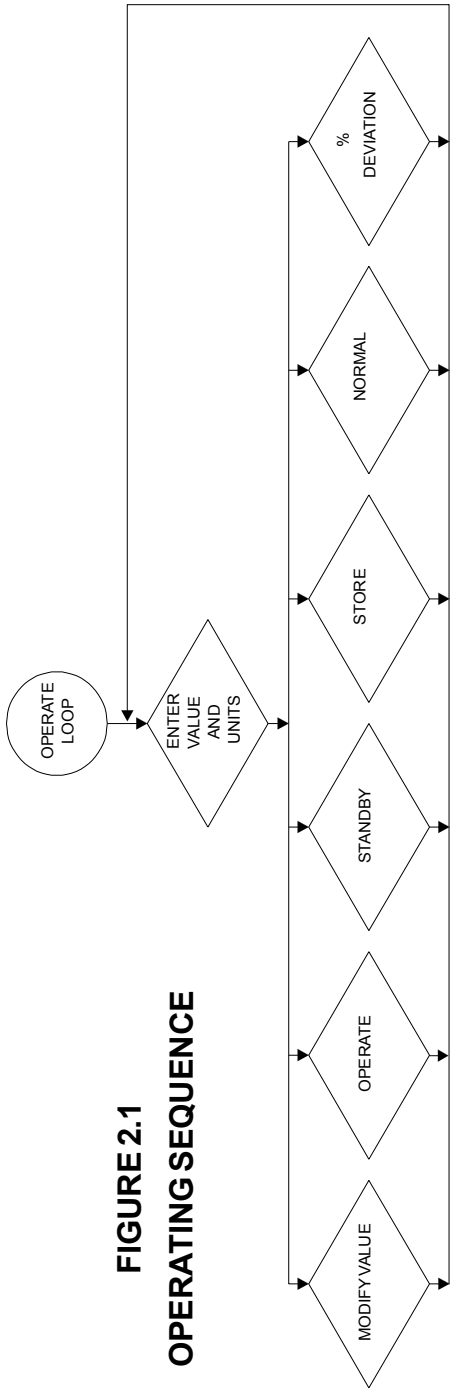 FIGURE 2.1
OPERATING SEQUENCE
OPERATE
LOOP
ENTER
VALUE
AND
UNITS
MODIFY VALUE
OPERATE
STANDBY
STORE
NORMAL
%
DEVIATION